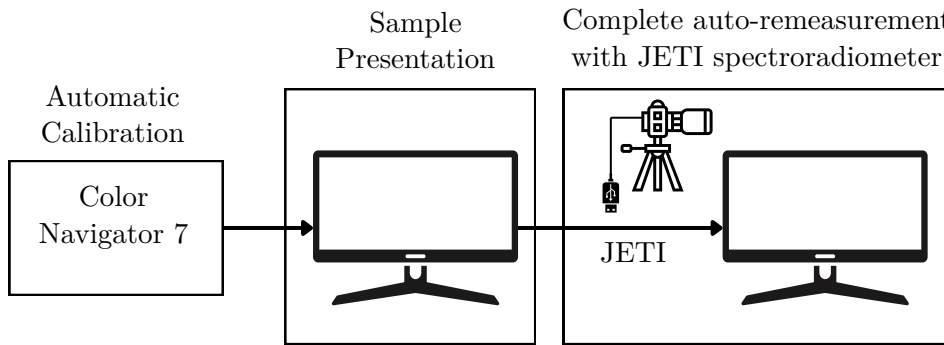 Automatic
Calibration
Color
Navigator 7
Sample
Presentation
Complete auto-remeasurement
with JETI spectroradiometer
JETI